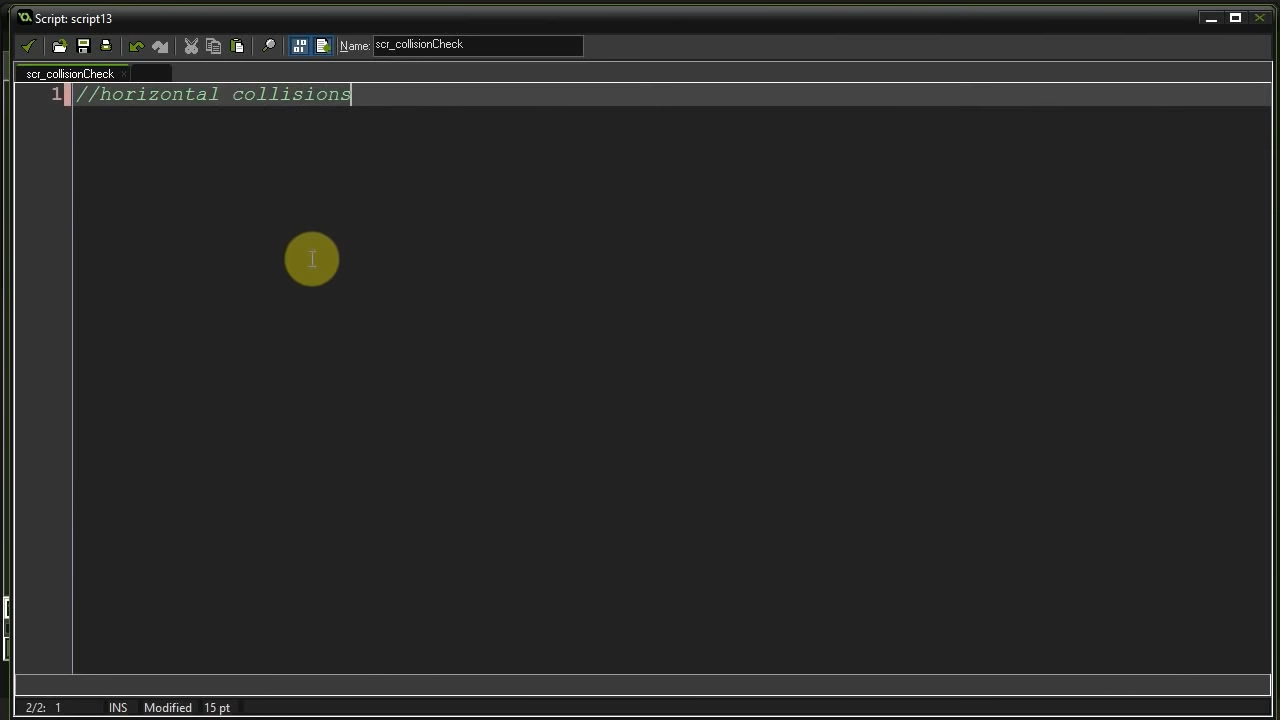 Script: script13
Name: scr_collisionCheck
scr_collisionCheck
1 //horizontal collisions
2/2: 1 INS Modified 15 pt